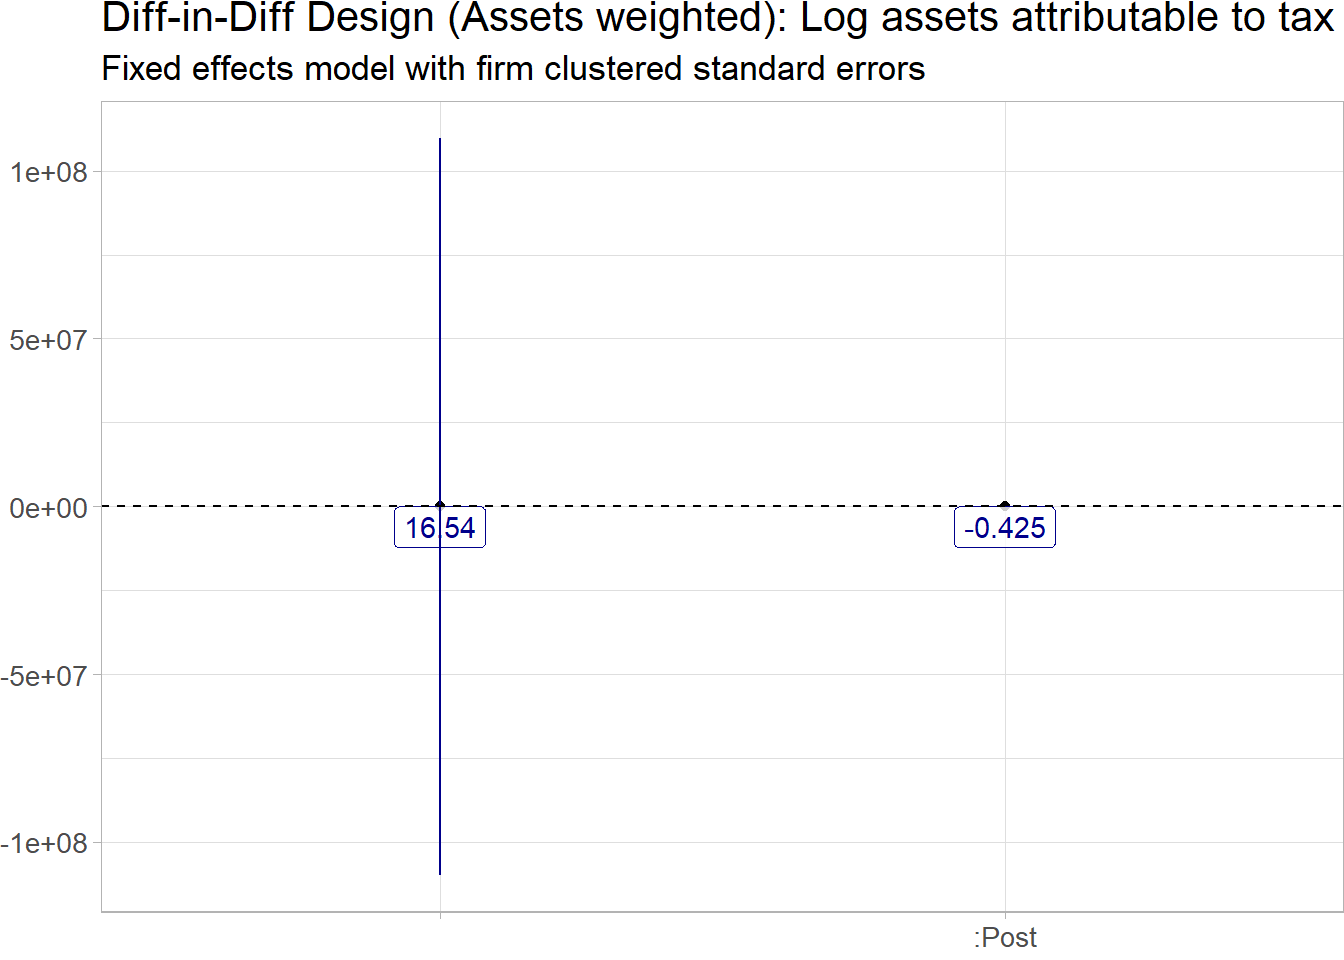 Diff-in-Diff Design (Assets weighted): Log assets attributable to tax
Fixed effects model with firm clustered standard errors
1e+08
5e+07
0e+00
-5e+07
-1e+08
16.54
-0.425
:Post